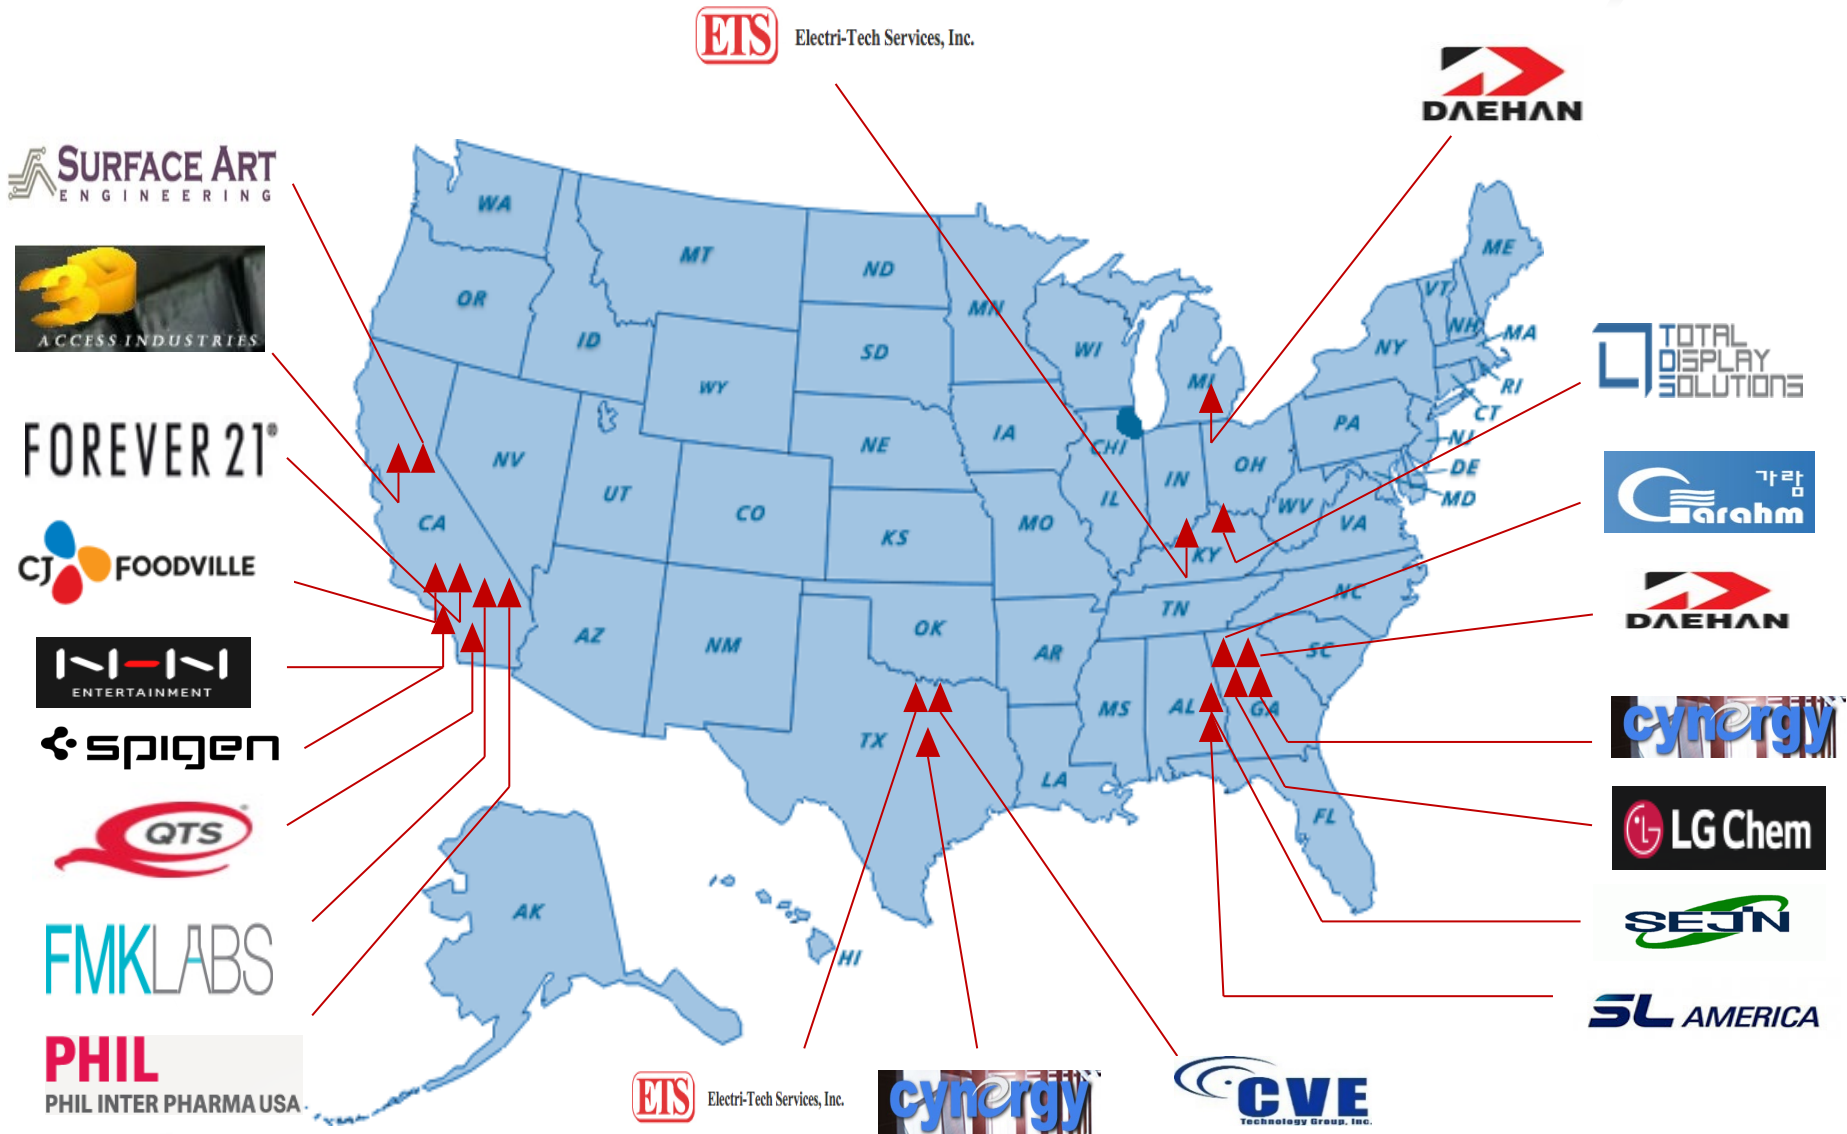 ETS Electri-Tech Services, Inc.
DAEHAN
SURFACE ART
ENGINEERING
3D
ACCESS INDUSTRIES
FOREVER 21®
CJ FOODVILLE
NHN
ENTERTAINMENT
spigen
QTS
FMKLABS
PHIL
PHIL INTER PHARMA USA
WA
MT
ND
MN
OR
ID
SD
WI
WY
MI
ME
VT
NH
MA
NY
RI
CT
NJ
PA
DE
MD
IA
NE
CHI
OH
NV
UT
CO
IN
IL
WV
VA
CA
KS
MO
KY
NC
TN
AZ
NM
OK
AR
SC
MS
AL
GA
TX
LA
FL
AK
HI
TOTAL
DISPLAY
SOLUTIONS
가람
Garahm
DAEHAN
cynergy
LG
LG Chem
SEJIN
SL AMERICA
ETS Electri-Tech Services, Inc.
cynergy
CVE
Technology Group, Inc.